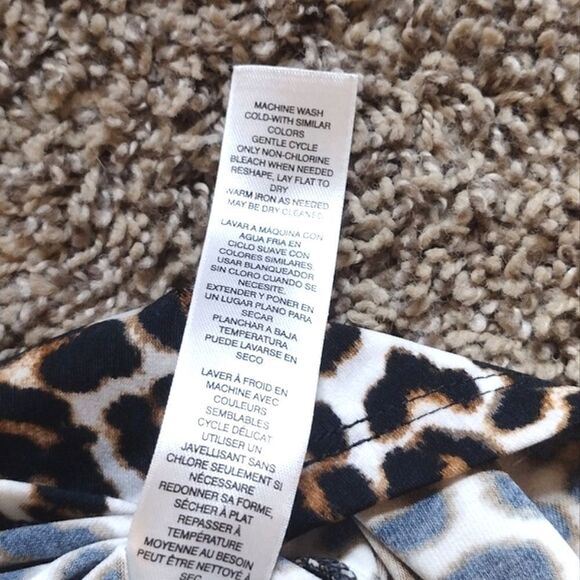 MACHINE WASH
COLD-WITH SIMILAR
COLORS
GENTLE CYCLE
ONLY NON-CHLORINE
BLEACH WHEN NEEDED
RESHAPE, LAY FLAT TO
DRY
WARM IRON AS NEEDED
MAY BE DRY CLEANED
LAVAR A MÁQUINA CON
AGUA FRIA EN
CICLO SUAVE CON
COLORES SIMILARES.
USAR BLANQUEADOR
SIN CLORO CUANDO SE
NECESITE.
EXTENDER Y PONER EN
UN LUGAR PLANO PARA
SECAR
PLANCHAR A BAJA
TEMPERATURA
PUEDE LAVARSE EN
SECO
LAVER À FROID EN
MACHINE AVEC
COULEURS
SEMBLABLES
CYCLE DÉLICAT
UTILISER UN
JAVELLISANT SANS
CHLORE SEULEMENT SI
NÉCESSAIRE
REDONNER SA FORME,
SÉCHER À PLAT
REPASSER À
TEMPÉRATURE
MOYENNE AU BESOIN
PEUT ÊTRE NETTOYÉ À
SEC